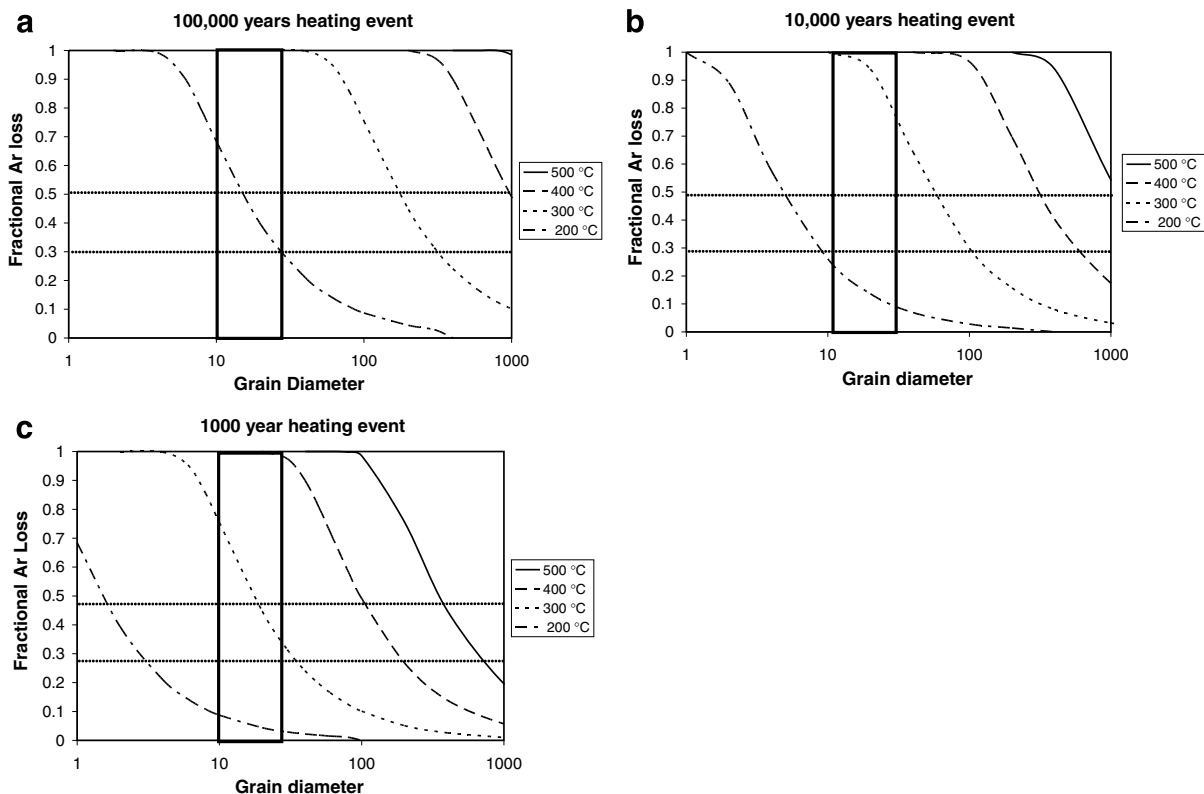 a
100,000 years heating event
1
0.9
0.8
0.7
0.6
0.5
0.4
0.3
0.2
0.1
0
Fractional Ar loss
1 10 100 1000
Grain Diameter
500 °C
400 °C
300 °C
200 °C
b
10,000 years heating event
1
0.9
0.8
0.7
0.6
0.5
0.4
0.3
0.2
0.1
0
Fractional Ar loss
1 10 100 1000
Grain diameter
500 °C
400 °C
300 °C
200 °C
c
1000 year heating event
1
0.9
0.8
0.7
0.6
0.5
0.4
0.3
0.2
0.1
0
Fractional Ar Loss
1 10 100 1000
Grain diameter
500 °C
400 °C
300 °C
200 °C